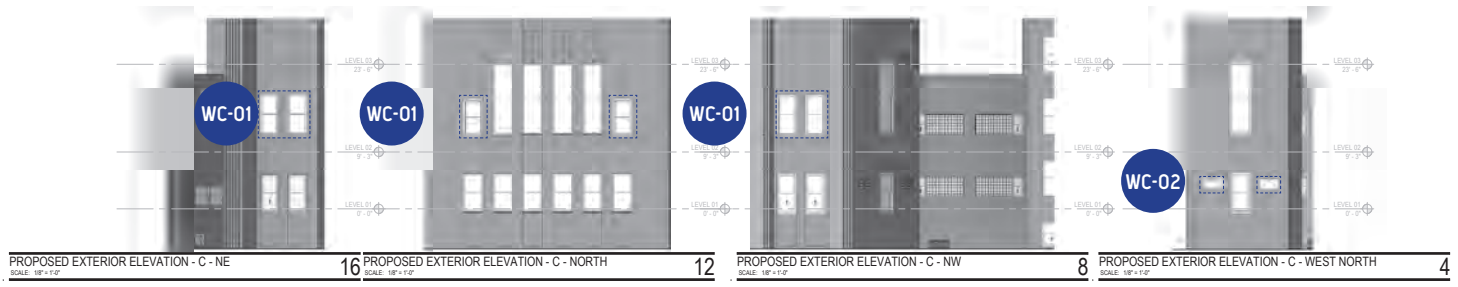 LEVEL 03
23' - 6"
WC-01
LEVEL 02
9' - 3"
LEVEL 01
0' - 0"
PROPOSED EXTERIOR ELEVATION - C - NE
16
SCALE: 1/8" = 1'-0"
WC-01
LEVEL 03
23' - 6"
LEVEL 02
9' - 3"
LEVEL 01
0' - 0"
PROPOSED EXTERIOR ELEVATION - C - NORTH
12
SCALE: 1/8" = 1'-0"
WC-01
LEVEL 03
23' - 6"
LEVEL 02
9' - 3"
LEVEL 01
0' - 0"
PROPOSED EXTERIOR ELEVATION - C - NW
8
SCALE: 1/8" = 1'-0"
WC-02
LEVEL 03
23' - 6"
LEVEL 02
9' - 3"
LEVEL 01
0' - 0"
PROPOSED EXTERIOR ELEVATION - C - WEST NORTH
4
SCALE: 1/8" = 1'-0"